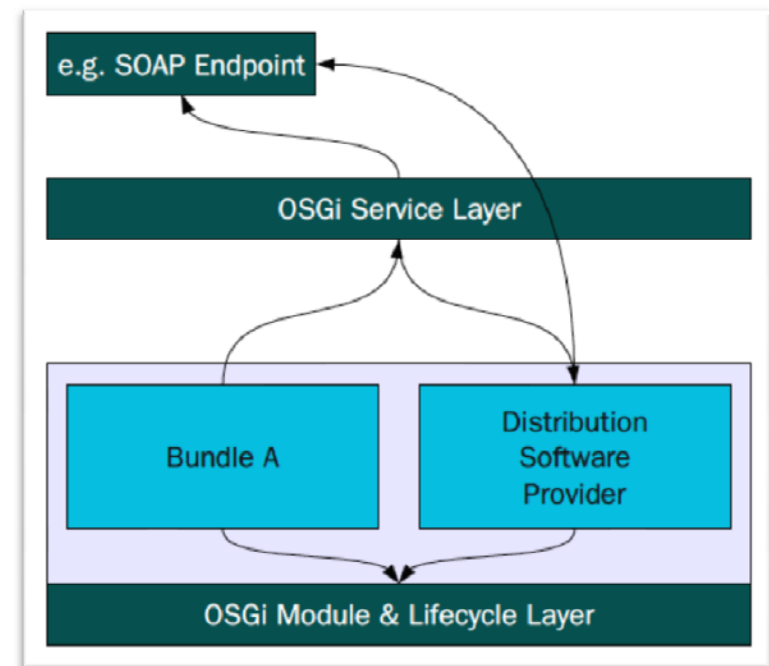 e.g. SOAP Endpoint
OSGi Service Layer
Bundle A
Distribution
Software
Provider
OSGi Module & Lifecycle Layer